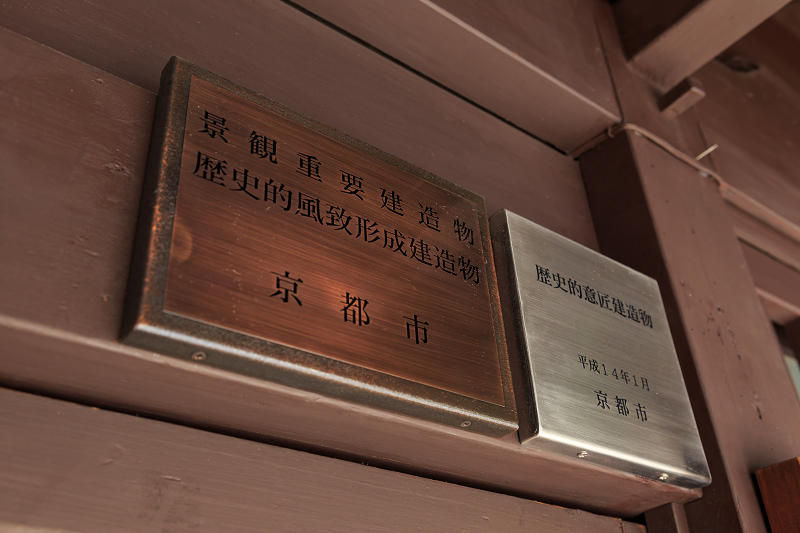 景観重要建造物
歴史的風致形成建造物
京都市
歴史的意匠建造物
平成14年1月
京都市